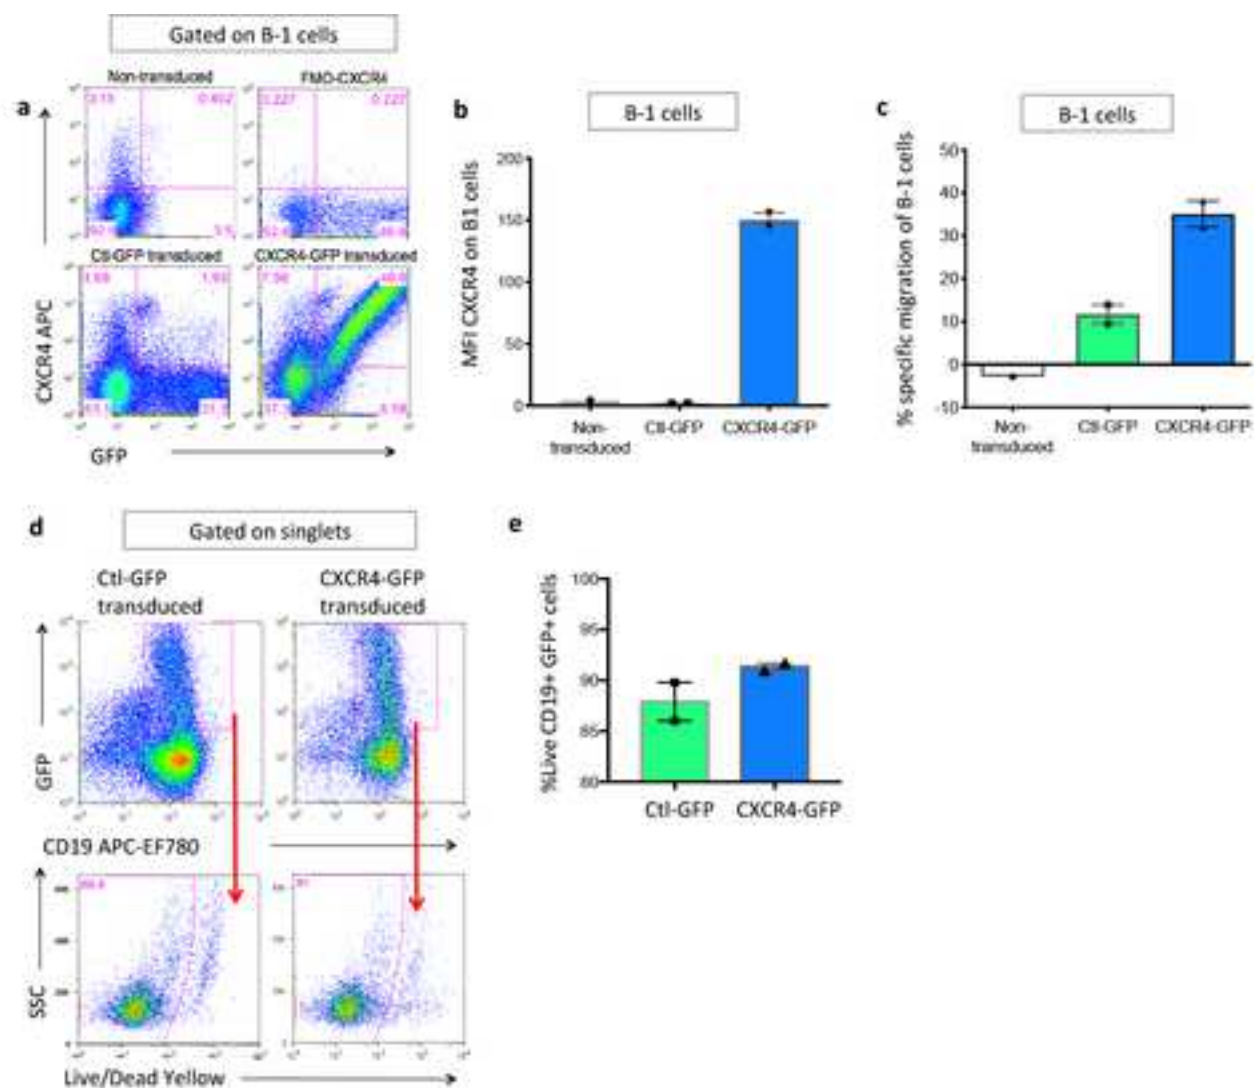 Gated on B-1 cells
a
Non-transduced
FMO-CXCR4
0.227
0.227
Ctl-GFP transduced
CXCR4-GFP transduced
CXCR4 APC
GFP
b
B-1 cells
MFI CXCR4 on B1 cells
200
150
100
50
0
Non-
transduced
Ctl-GFP
CXCR4-GFP
c
B-1 cells
% specific migration of B-1 cells
50
40
30
20
10
0
-10
Non-
transduced
Ctl-GFP
CXCR4-GFP
d
Gated on singlets
Ctl-GFP
transduced
CXCR4-GFP
transduced
GFP
CD19 APC-EF780
SSC
Live/Dead Yellow
e
%Live CD19+ GFP+ cells
100
95
90
85
80
Ctl-GFP
CXCR4-GFP